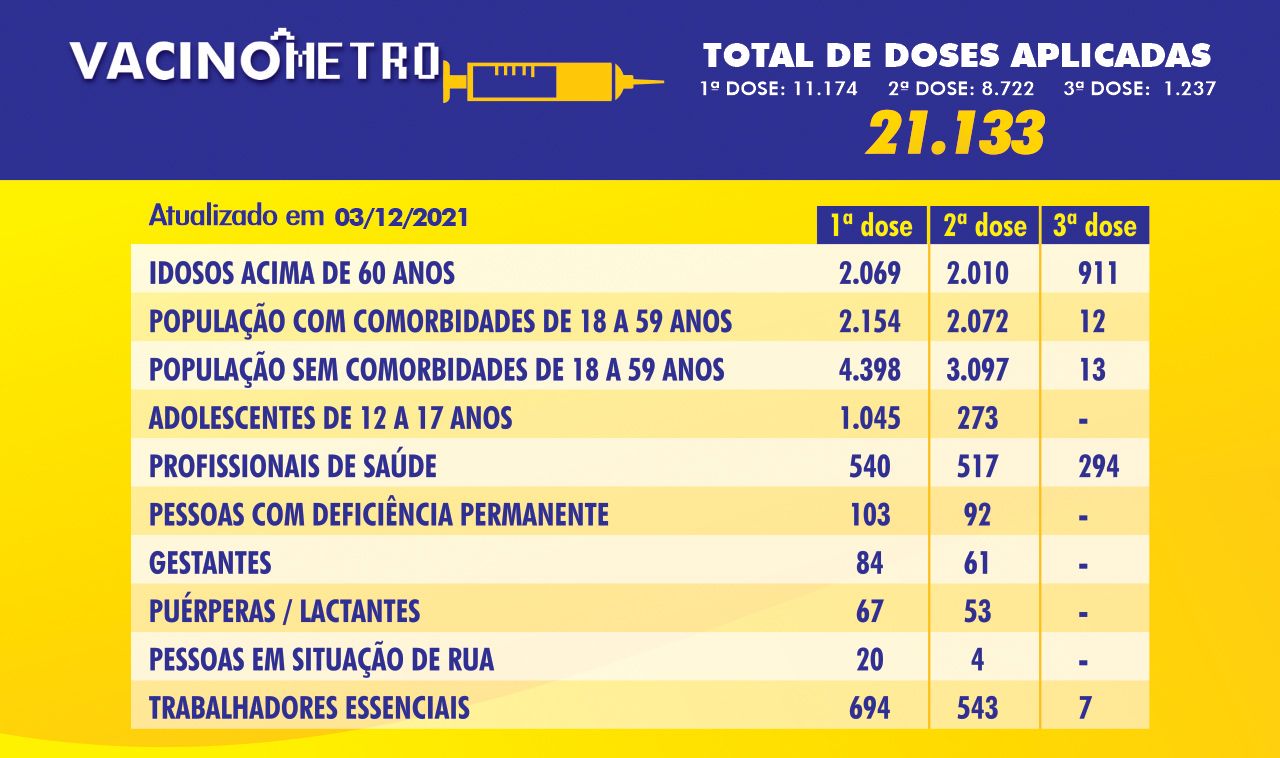 VACINÔMETRO
TOTAL DE DOSES APLICADAS
1ª DOSE: 11.174 2ª DOSE: 8.722 3ª DOSE: 1.237
21.133
Atualizado em 03/12/2021
1ª dose 2ª dose 3ª dose
IDOSOS ACIMA DE 60 ANOS 2.069 2.010 911
POPULAÇÃO COM COMORBIDADES DE 18 A 59 ANOS 2.154 2.072 12
POPULAÇÃO SEM COMORBIDADES DE 18 A 59 ANOS 4.398 3.097 13
ADOLESCENTES DE 12 A 17 ANOS 1.045 273 -
PROFISSIONAIS DE SAÚDE 540 517 294
PESSOAS COM DEFICIÊNCIA PERMANENTE 103 92 -
GESTANTES 84 61 -
PUÉRPERAS / LACTANTES 67 53 -
PESSOAS EM SITUAÇÃO DE RUA 20 4 -
TRABALHADORES ESSENCIAIS 694 543 7